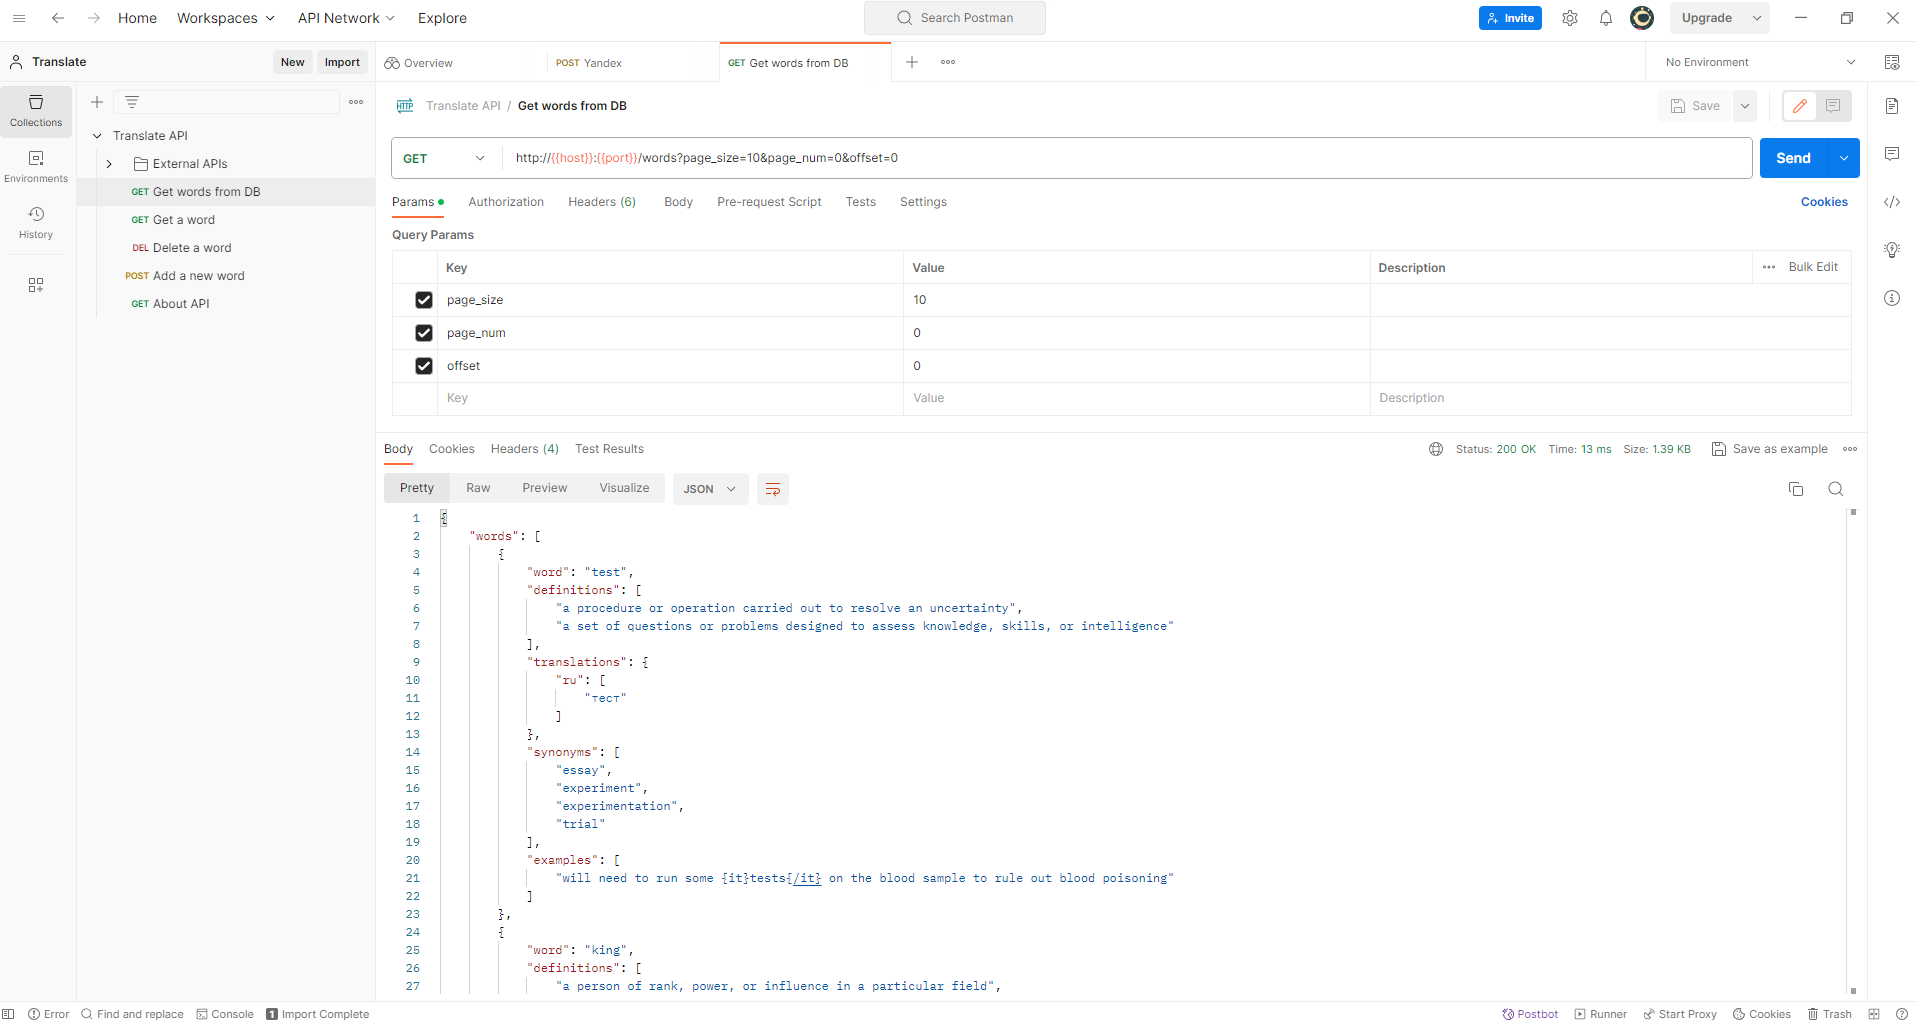 Home Workspaces API Network Explore Search Postman Invite Upgrade
Translate New Import Overview POST Yandex GET Get words from DB No Environment
Collections
Environments
History
Translate API
External APIs
GET Get words from DB
GET Get a word
DEL Delete a word
POST Add a new word
GET About API
HTTP Translate API / Get words from DB Save
GET http://{{host}}:{{port}}/words?page_size=10&page_num=0&offset=0 Send
Params Authorization Headers (6) Body Pre-request Script Tests Settings Cookies
Query Params
Key Value Description Bulk Edit
page_size 10
page_num 0
offset 0
Key Value Description
Body Cookies Headers (4) Test Results Status: 200 OK Time: 13 ms Size: 1.39 KB Save as example
Pretty Raw Preview Visualize JSON
1 {
2 "words": [
3 {
4 "word": "test",
5 "definitions": [
6 "a procedure or operation carried out to resolve an uncertainty",
7 "a set of questions or problems designed to assess knowledge, skills, or intelligence"
8 ],
9 "translations": {
10 "ru": [
11 "тест"
12 ]
13 },
14 "synonyms": [
15 "essay",
16 "experiment",
17 "experimentation",
18 "trial"
19 ],
20 "examples": [
21 "will need to run some {it}tests{/it} on the blood sample to rule out blood poisoning"
22 ]
23 },
24 {
25 "word": "king",
26 "definitions": [
27 "a person of rank, power, or influence in a particular field",
Error Find and replace Console 1 Import Complete Postbot Runner Start Proxy Cookies Trash